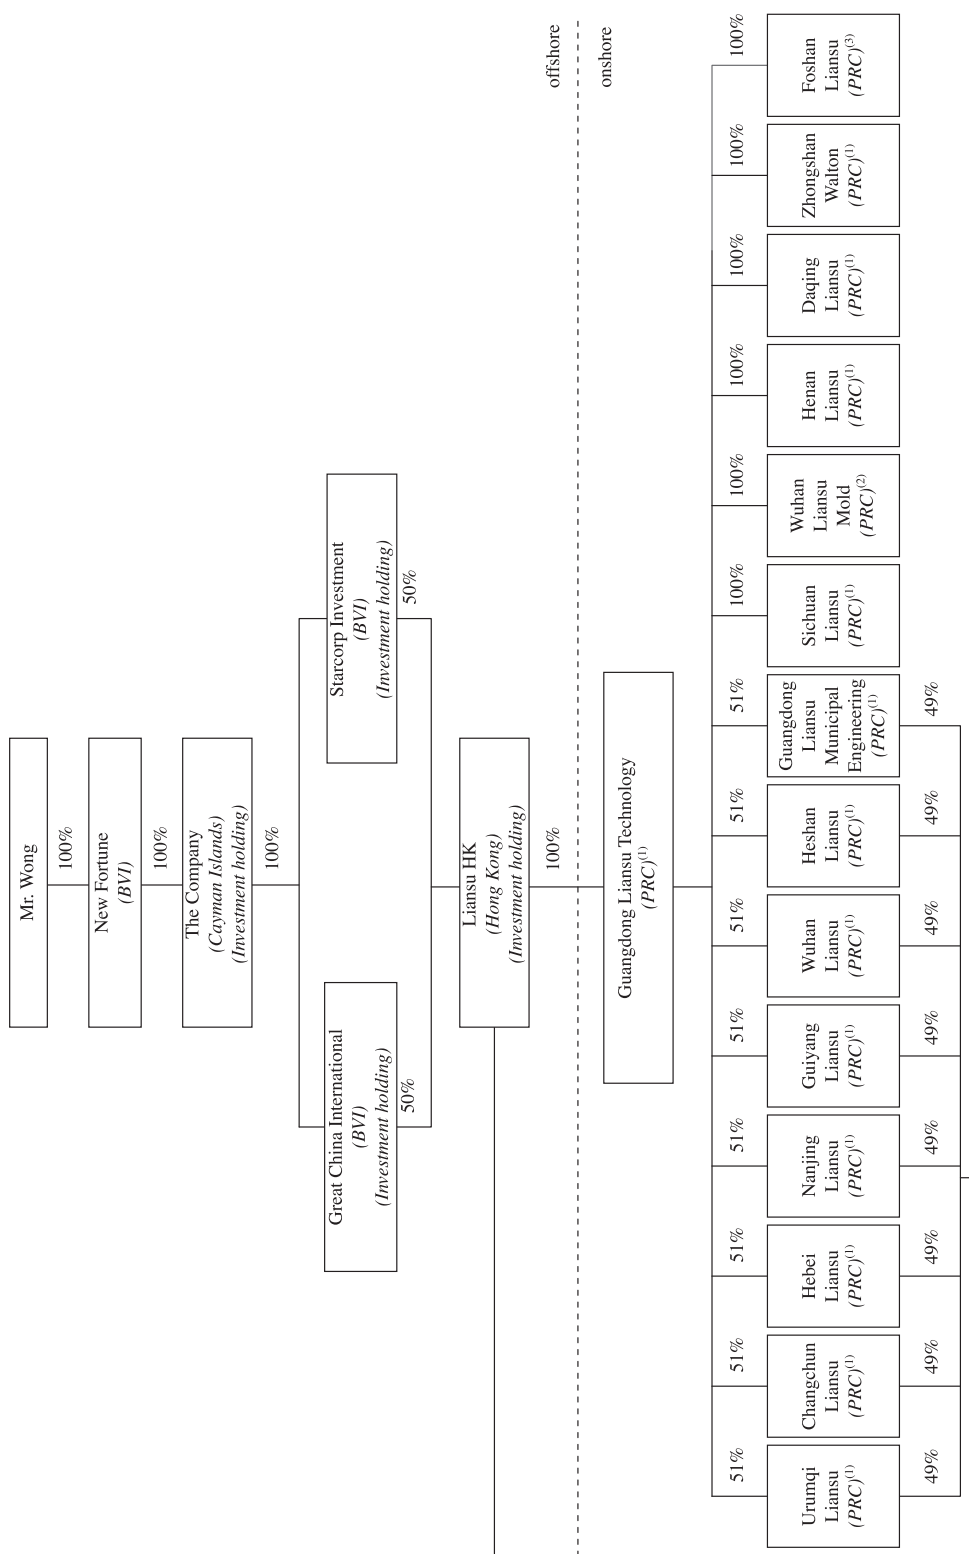 Mr. Wong
100%
New Fortune
(BVI)
100%
The Company
(Cayman Islands)
(Investment holding)
100%
Great China International
(BVI)
(Investment holding)
50%
Starcorp Investment
(BVI)
(Investment holding)
50%
Liansu HK
(Hong Kong)
(Investment holding)
100%
offshore
onshore
Guangdong Liansu Technology
(PRC)(1)
51%
51%
51%
51%
51%
51%
51%
51%
100%
100%
100%
100%
100%
100%
Urumqi
Liansu
(PRC)(1)
Changchun
Liansu
(PRC)(1)
Hebei
Liansu
(PRC)(1)
Nanjing
Liansu
(PRC)(1)
Guiyang
Liansu
(PRC)(1)
Wuhan
Liansu
(PRC)(1)
Heshan
Liansu
(PRC)(1)
Guangdong
Liansu
Municipal
Engineering
(PRC)(1)
Sichuan
Liansu
(PRC)(1)
Wuhan
Liansu
Mold
(PRC)(2)
Henan
Liansu
(PRC)(1)
Daqing
Liansu
(PRC)(1)
Zhongshan
Walton
(PRC)(1)
Foshan
Liansu
(PRC)(3)
49%
49%
49%
49%
49%
49%
49%
49%